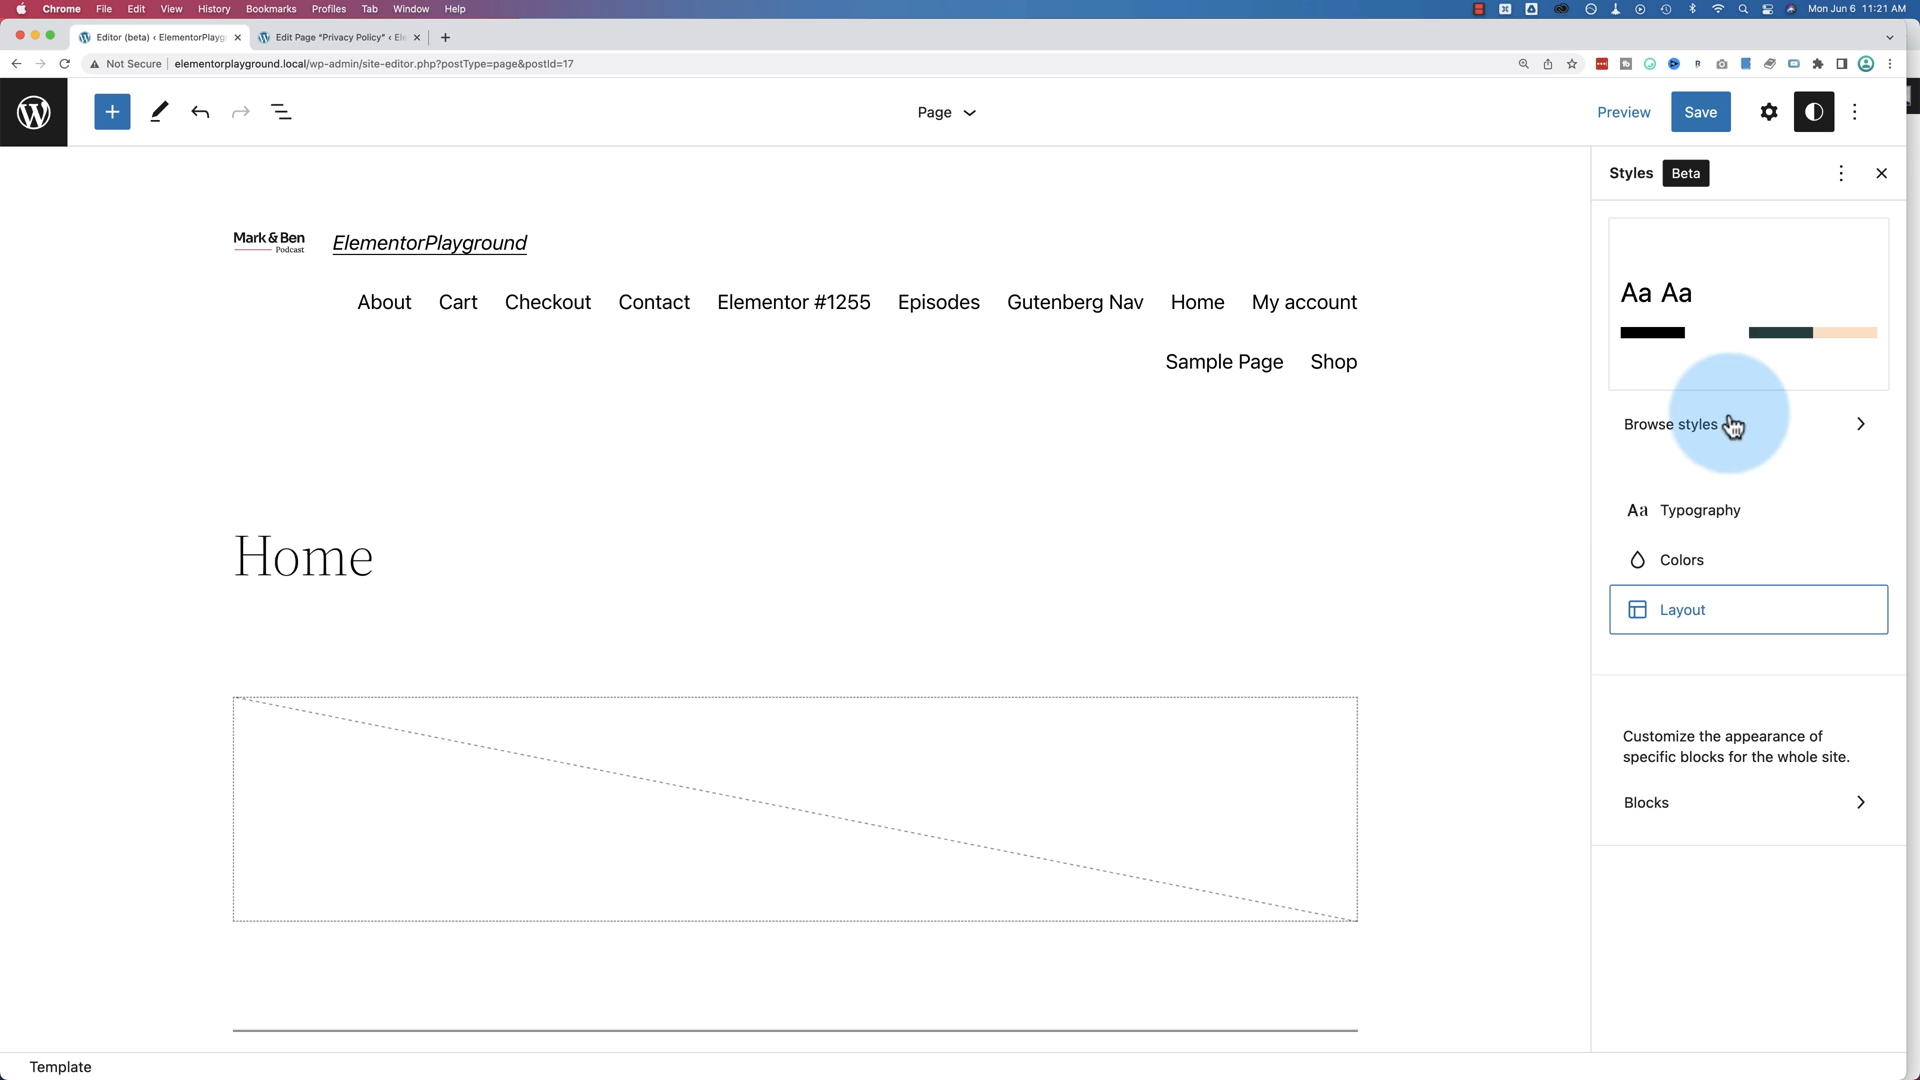 Chrome File Edit View History Bookmarks Profiles Tab Window Help Mon Jun 6 11:21 AM
Editor (beta) ‹ ElementorPlayg Edit Page “Privacy Policy” ‹ Ele
Not Secure elementorplayground.local/wp-admin/site-editor.php?postType=page&postId=17
Page Preview Save
Styles Beta
Mark & Ben
Podcast
ElementorPlayground
About Cart Checkout Contact Elementor #1255 Episodes Gutenberg Nav Home My account
Sample Page Shop
Home
Aa Aa
Browse styles
Aa Typography
Colors
Layout
Customize the appearance of
specific blocks for the whole site.
Blocks
Template